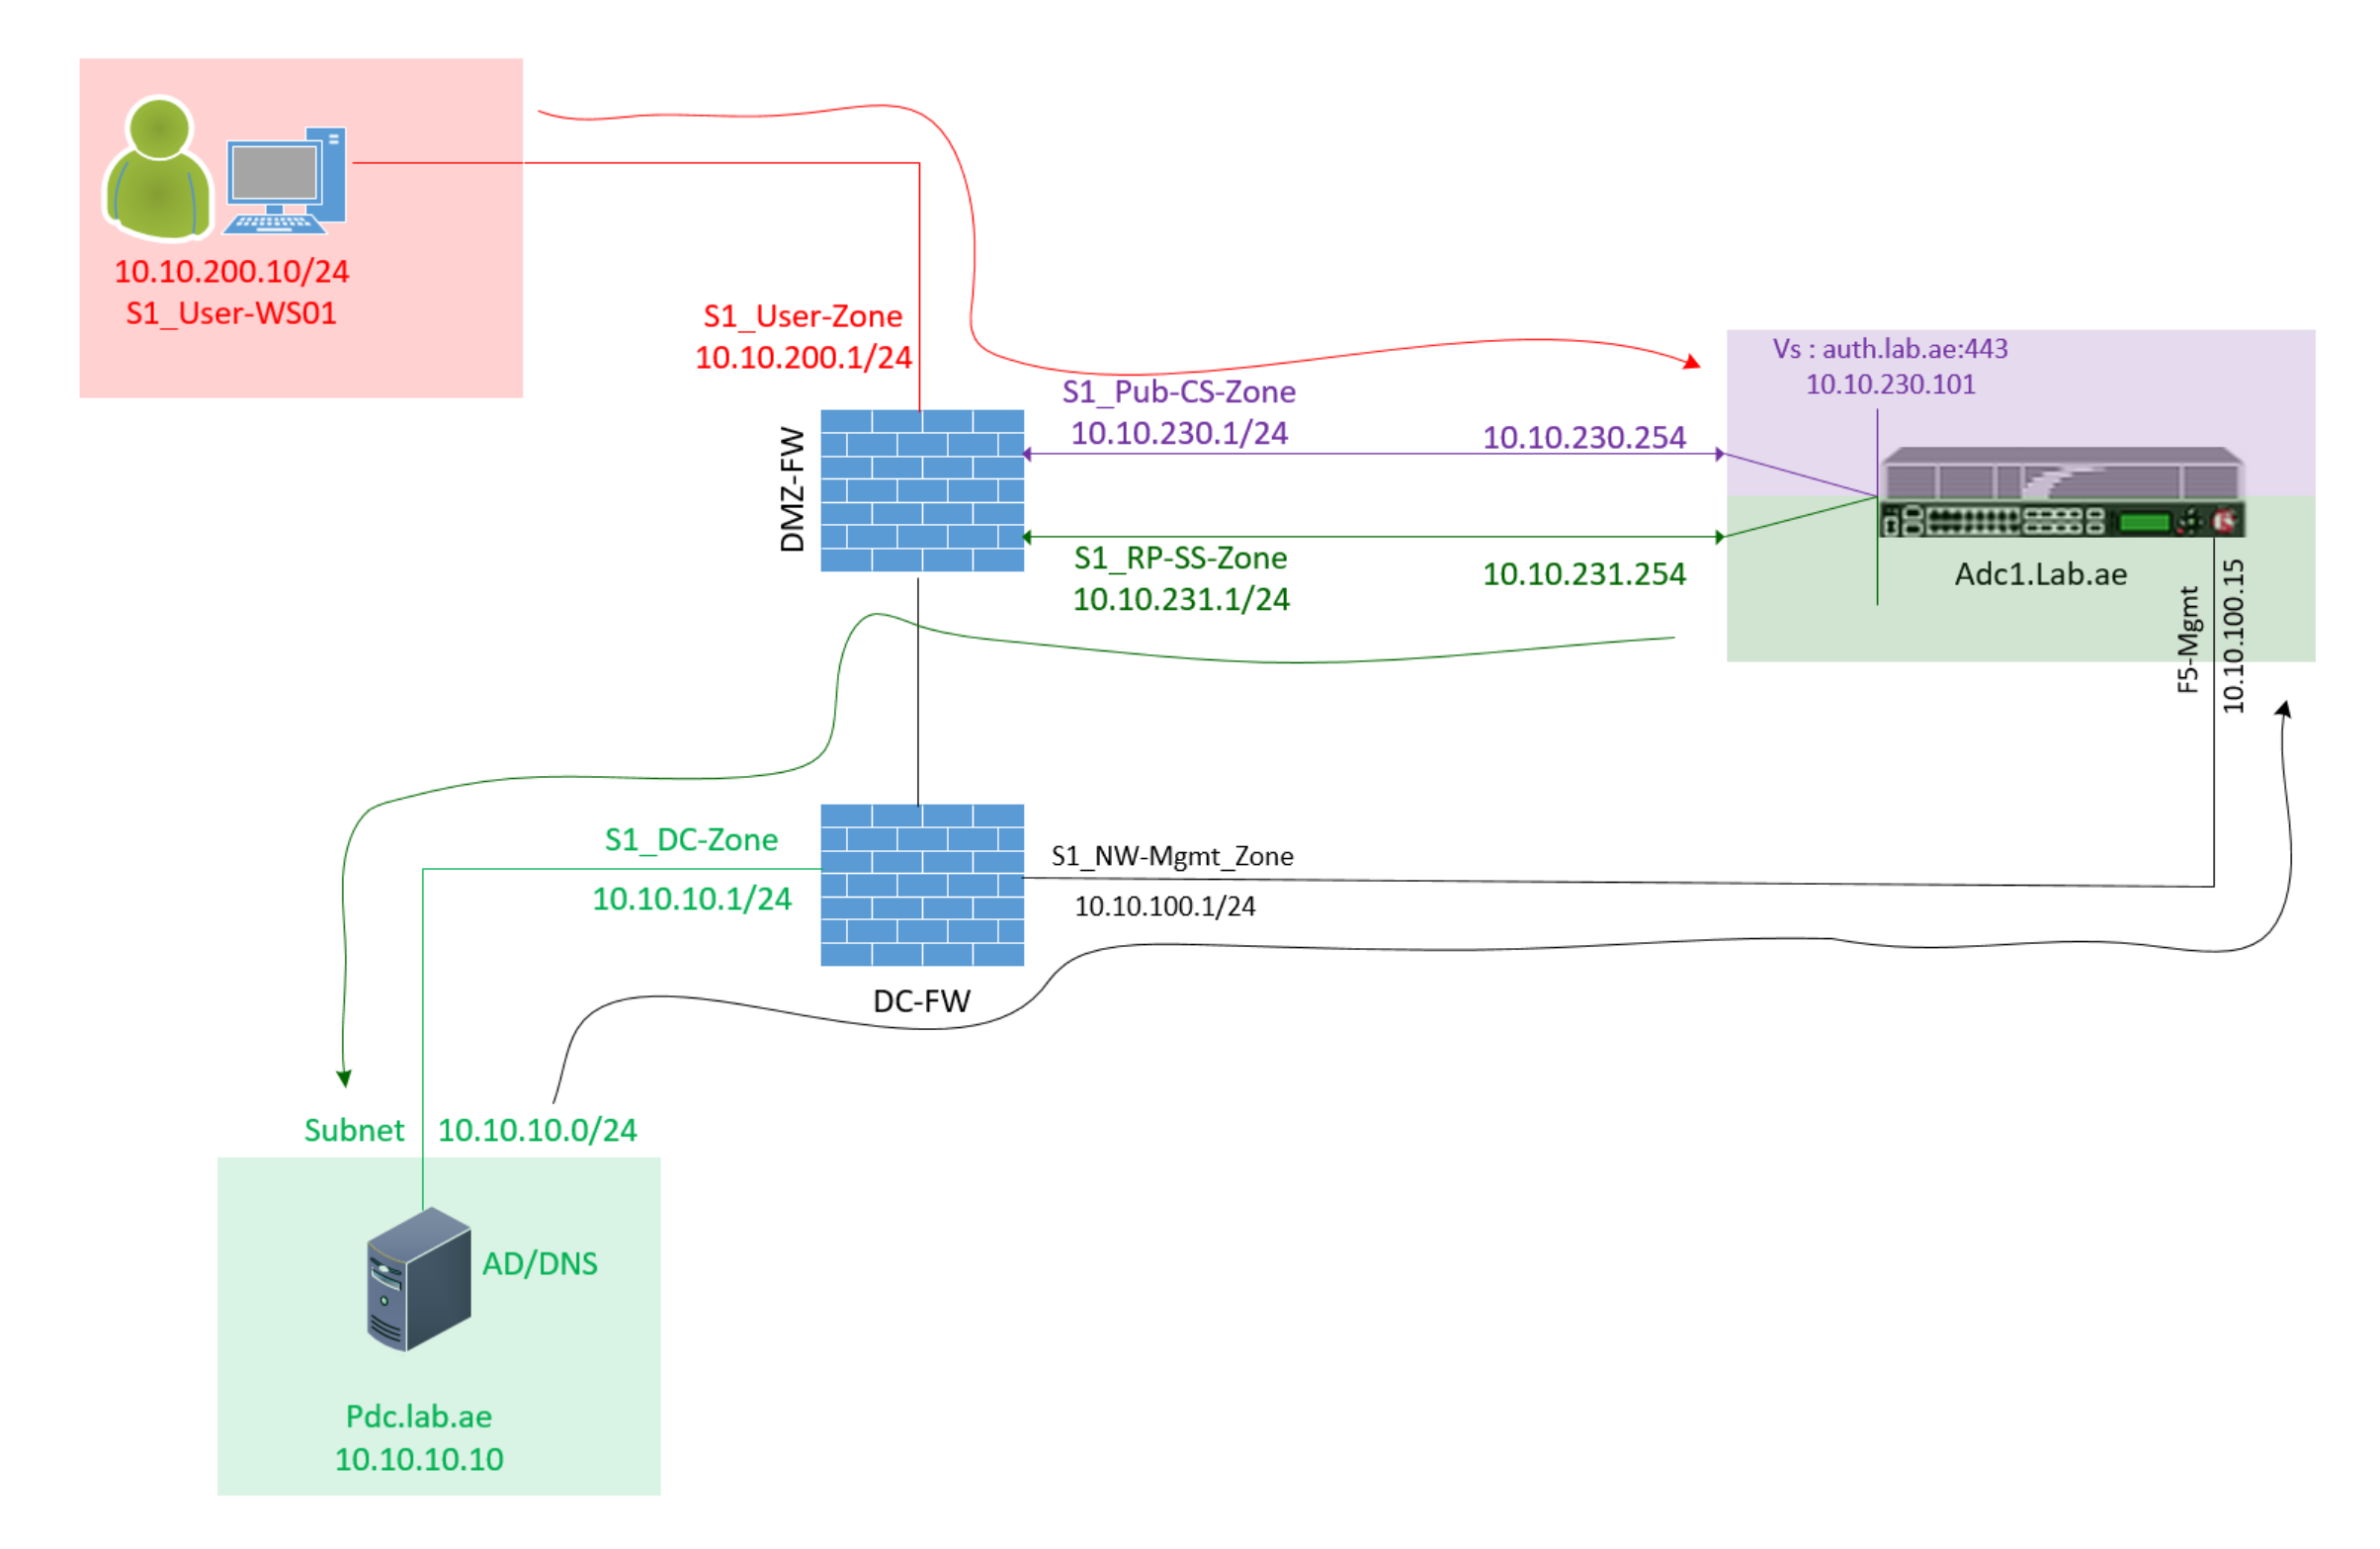 10.10.200.10/24
S1_User-WS01
S1_User-Zone
10.10.200.1/24
Vs : auth.lab.ae:443
10.10.230.101
S1_Pub-CS-Zone
10.10.230.1/24
10.10.230.254
DMZ-FW
S1_RP-SS-Zone
10.10.231.1/24
10.10.231.254
Adc1.Lab.ae
F5-Mgmt
10.10.100.15
S1_DC-Zone
10.10.10.1/24
S1_NW-Mgmt_Zone
10.10.100.1/24
DC-FW
Subnet 10.10.10.0/24
AD/DNS
Pdc.lab.ae
10.10.10.10